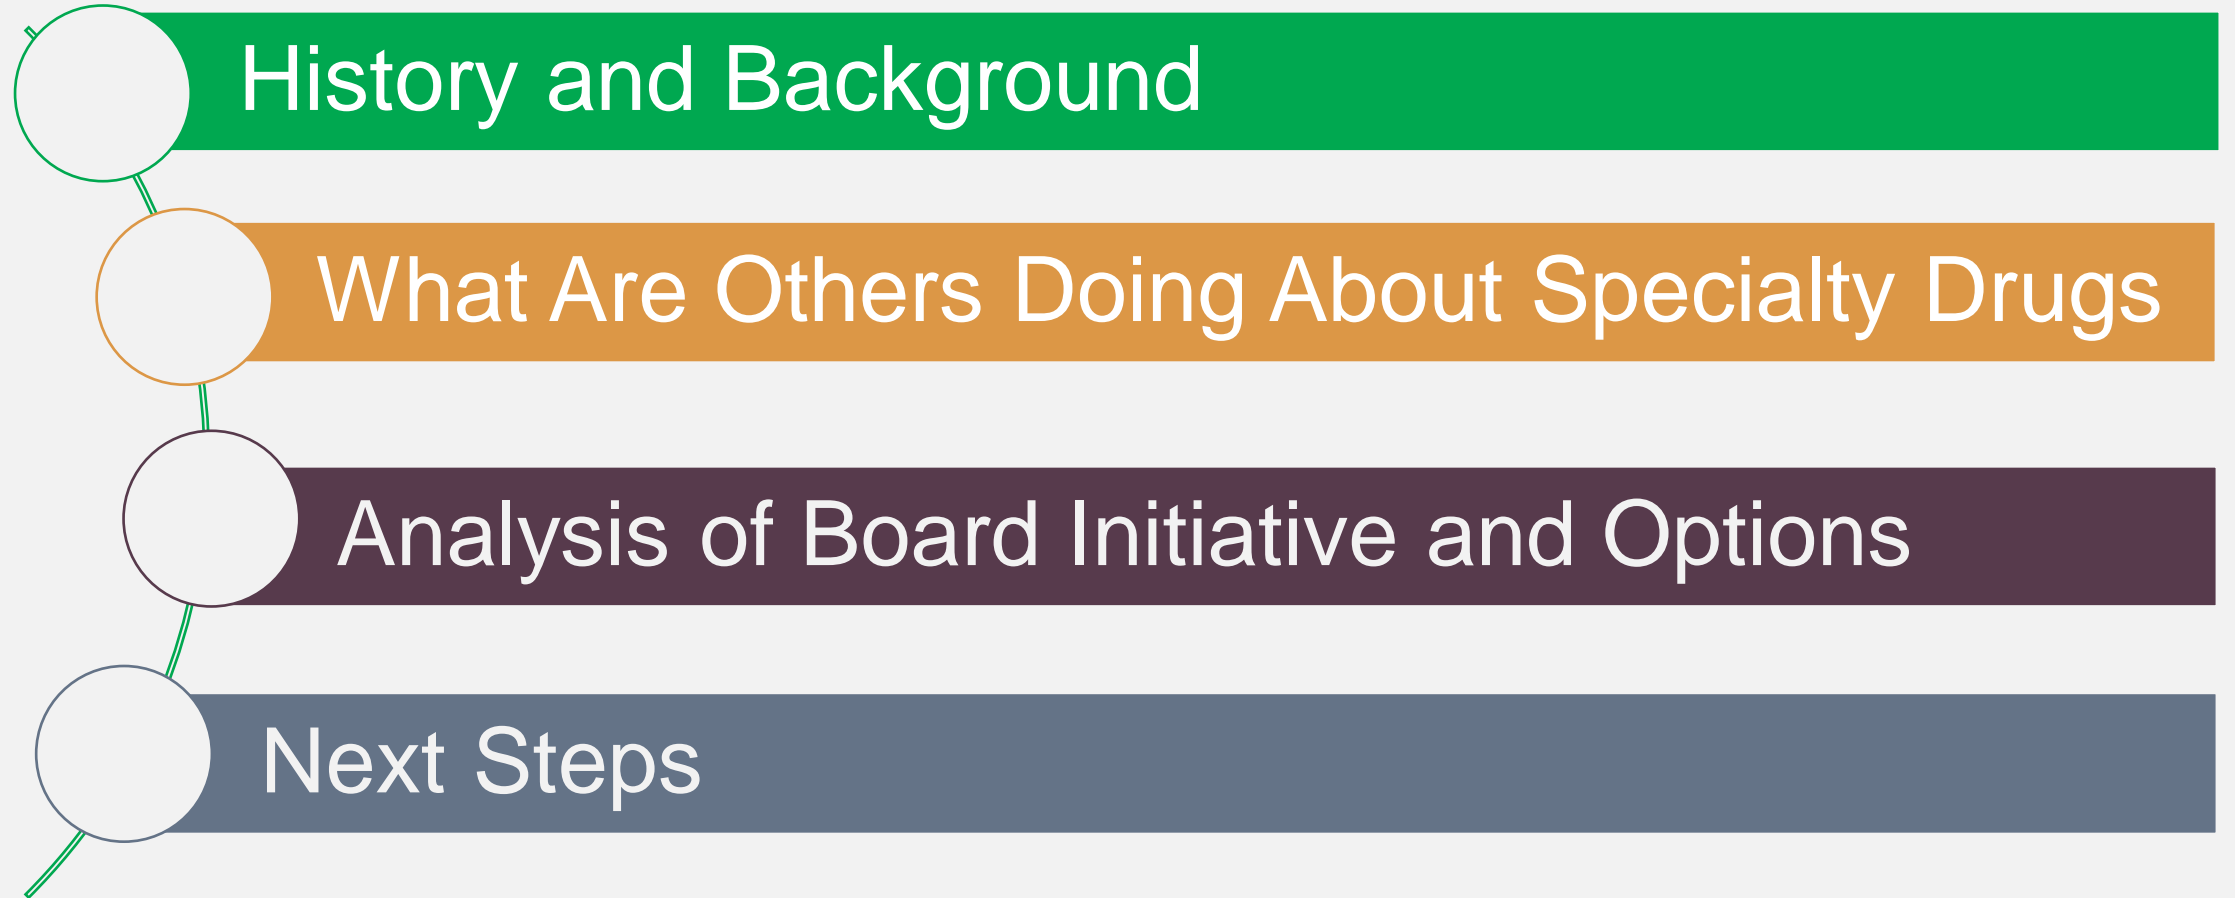 History and Background
What Are Others Doing About Specialty Drugs
Analysis of Board Initiative and Options
Next Steps